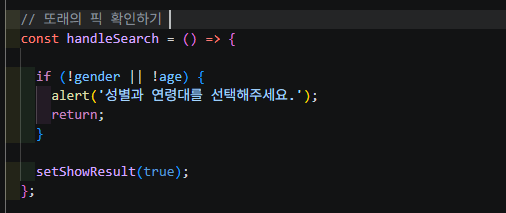 // 또래의 픽 확인하기
const handleSearch = () => {
if (!gender || !age) {
alert('성별과 연령대를 선택해주세요.');
return;
}
setShowResult(true);
};